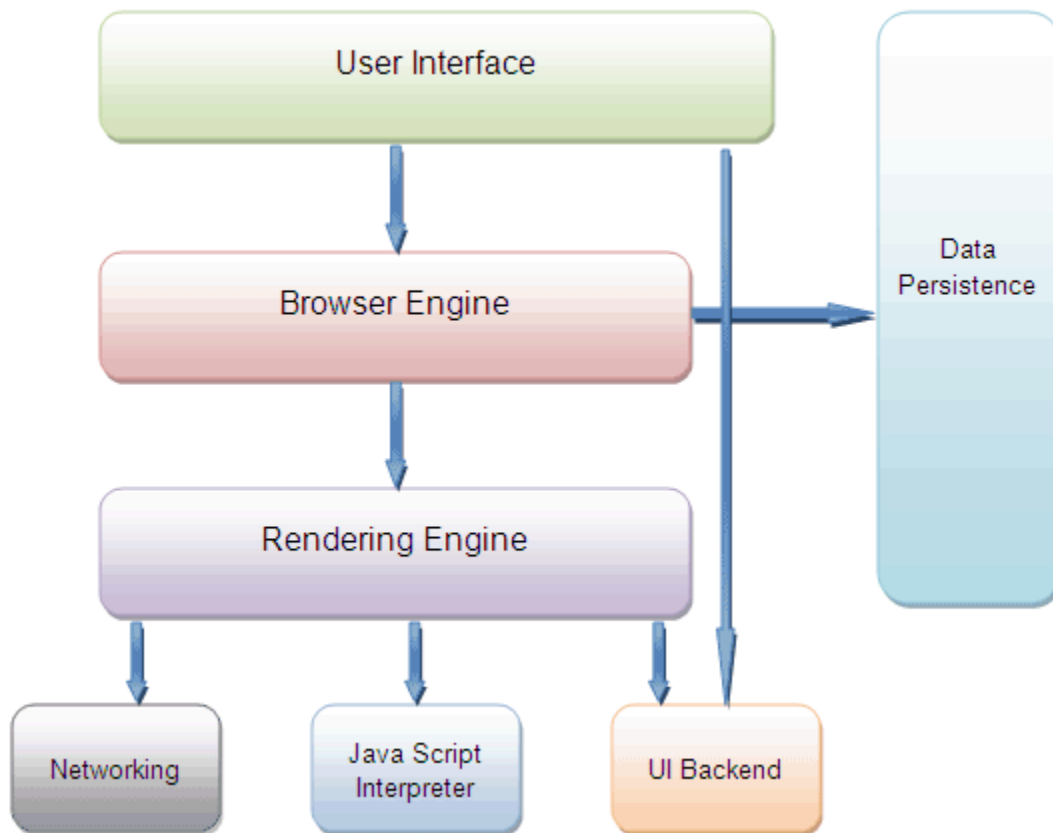 User Interface
Browser Engine
Data
Persistence
Rendering Engine
Networking
Java Script
Interpreter
UI Backend